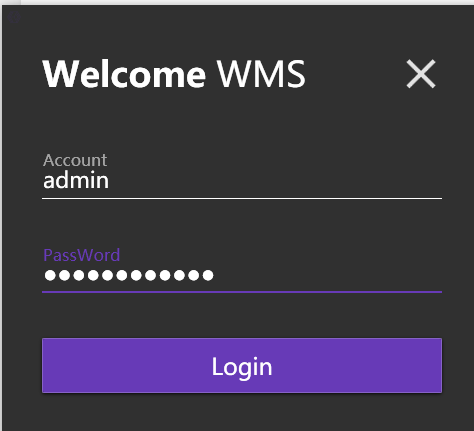 Welcome WMS
Account
admin
PassWord
●●●●●●●●●●●●
Login